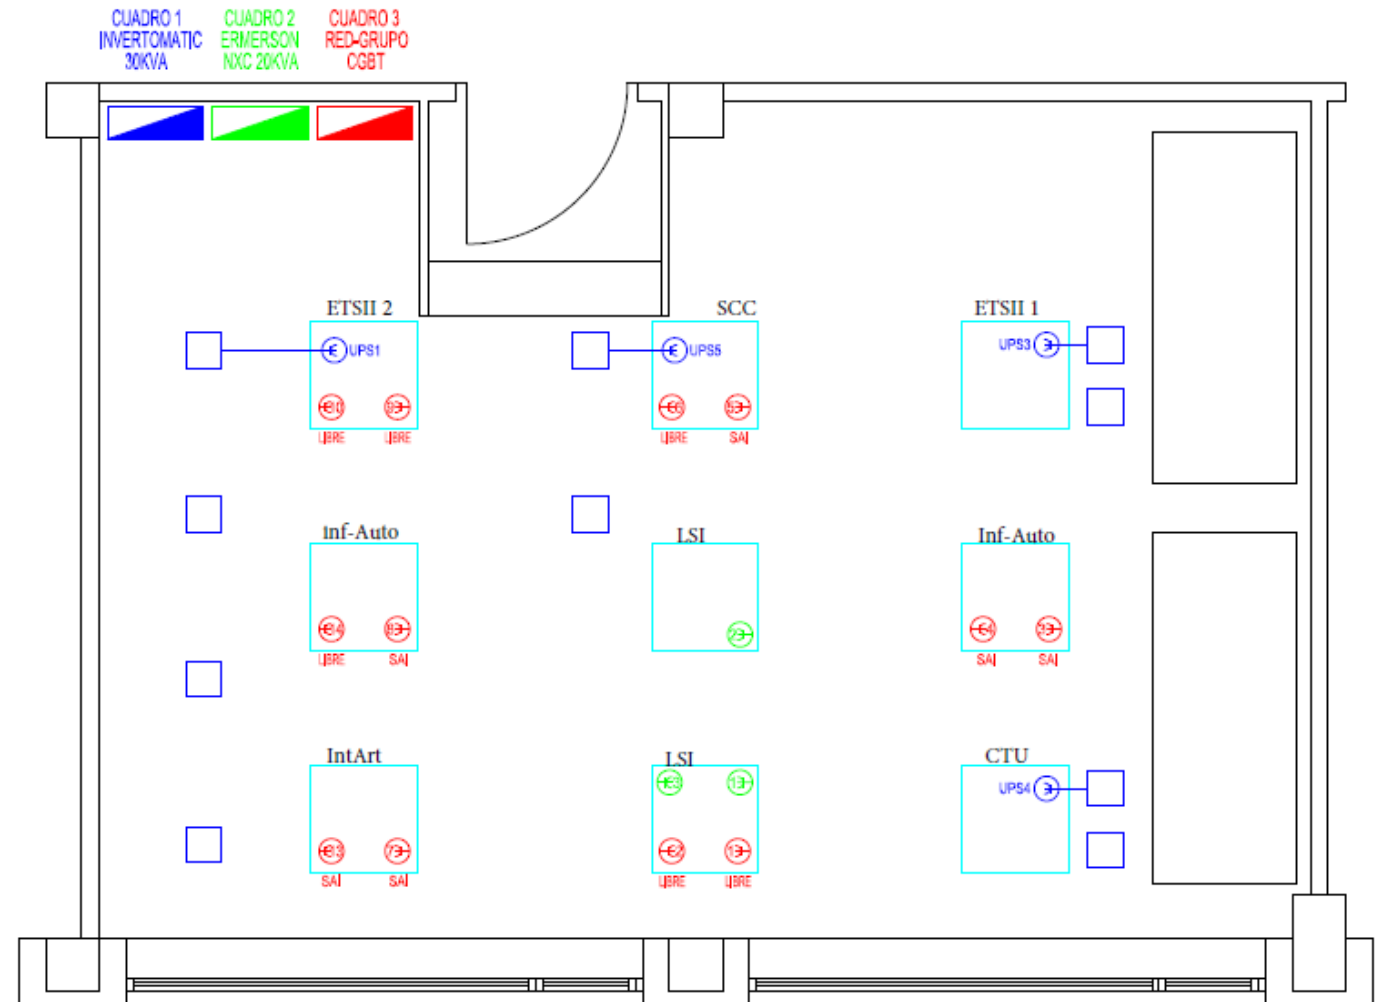 CUADRO 1
INVERTOMATIC
30KVA
CUADRO 2
ERMERSON
NXC 20KVA
CUADRO 3
RED-GRUPO
CGBT
ETSII 2
SCC
ETSII 1
UPS1
UPS5
UPS3
LIBRE
LIBRE
LIBRE
SAI
inf-Auto
LSI
Inf-Auto
LIBRE
SAI
SAI
SAI
IntArt
LSI
CTU
UPS4
SAI
SAI
LIBRE
LIBRE